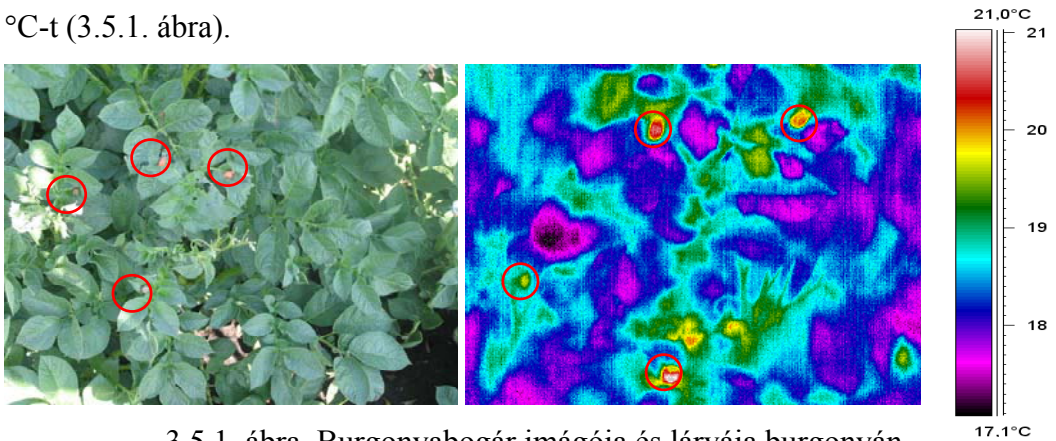 °C-t (3.5.1. ábra).
21,0°C
21
20
19
18
17.1°C
3.5.1. ábra. Burgonyabogár imágója és lárvája burgonyán